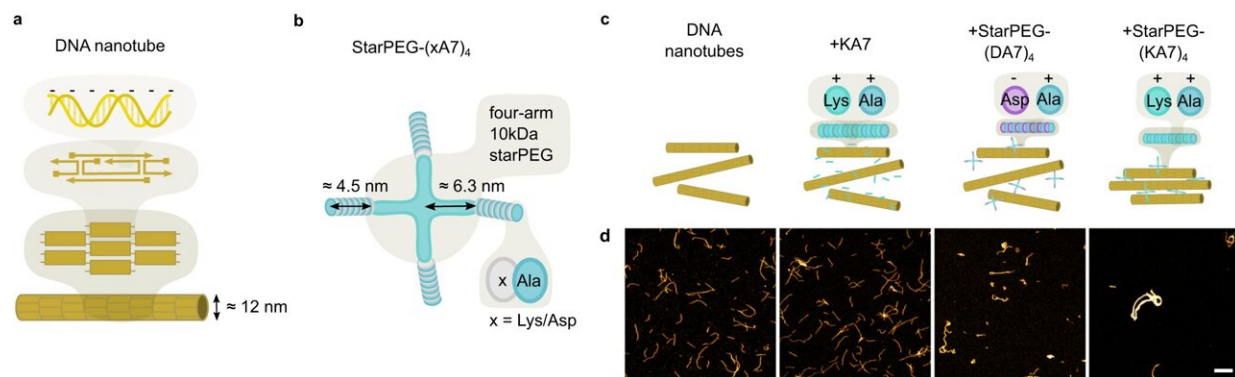 a
DNA nanotube
- - - - - - -
≈ 12 nm
b
StarPEG-(xA7)₄
four-arm
10kDa
starPEG
≈ 4.5 nm
≈ 6.3 nm
x
Ala
x = Lys/Asp
c
DNA
nanotubes
+KA7
+ +
Lys Ala
+StarPEG-
(DA7)₄
- +
Asp Ala
+StarPEG-
(KA7)₄
+ +
Lys Ala
d